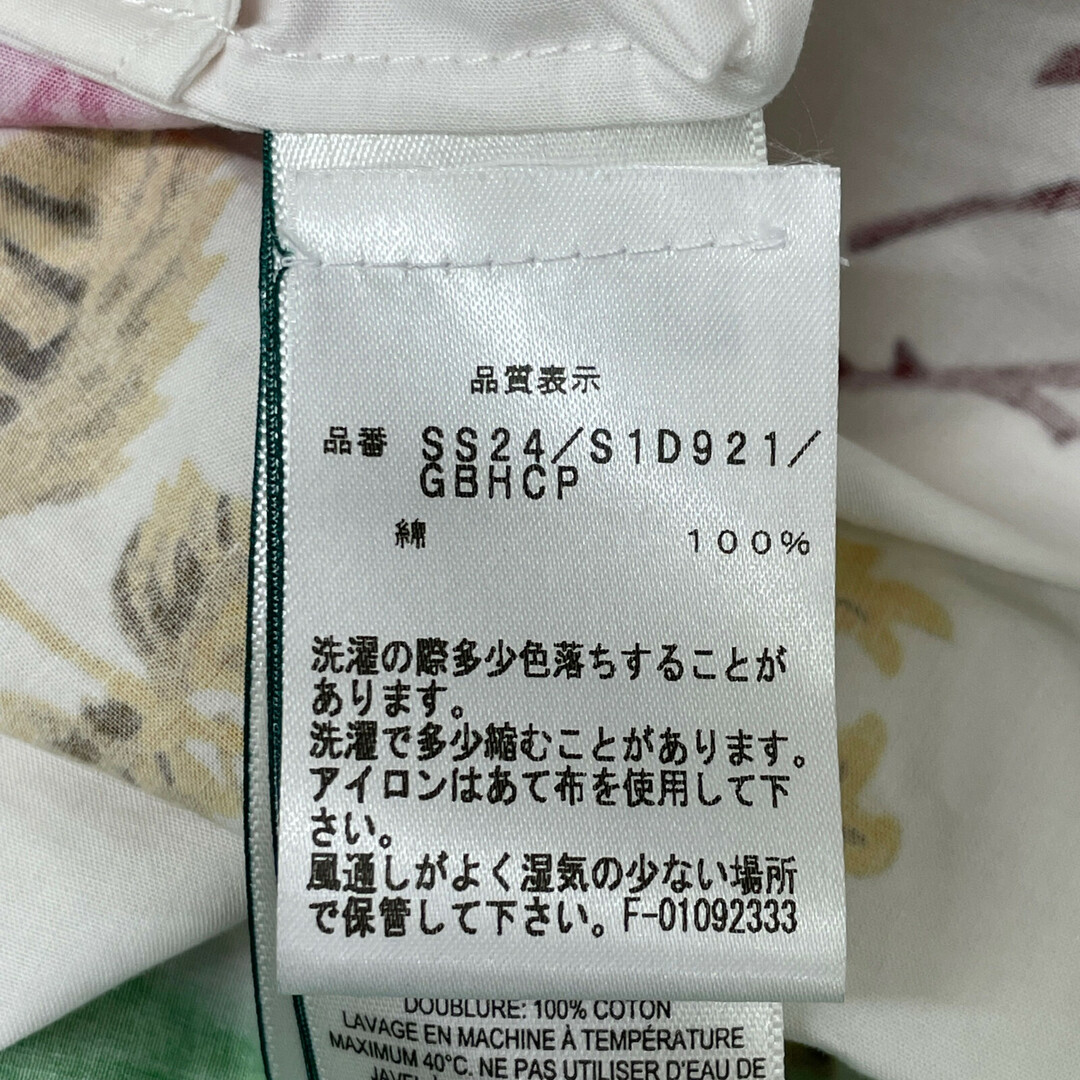 品質表示
品番 SS24/S1D921/
GBHCP
綿 100%
洗濯の際多少色落ちすることが
あります。
洗濯で多少縮むことがあります。
アイロンはあて布を使用して下
さい。
風通しがよく湿気の少ない場所
で保管して下さい。F-01092333
DOUBLURE: 100% COTON
LAVAGE EN MACHINE À TEMPÉRATURE
MAXIMUM 40°C. NE PAS UTILISER D'EAU DE